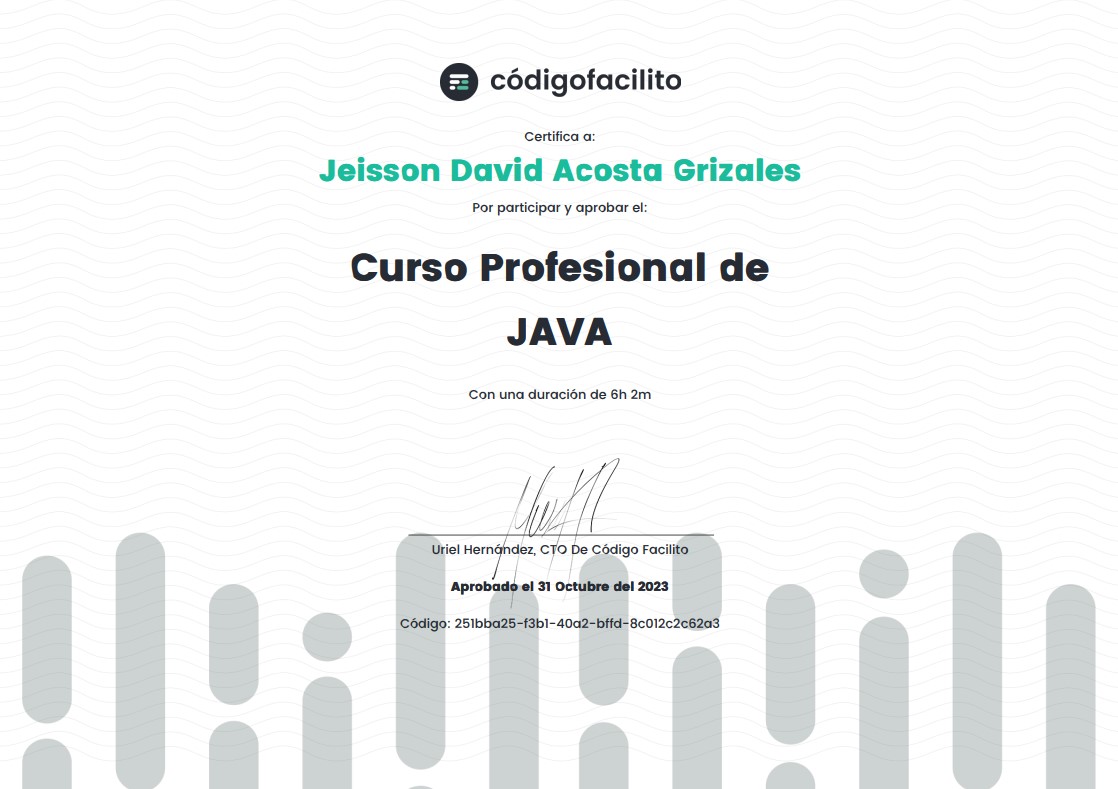 códigofacilito
Certifica a:
Jeisson David Acosta Grizales
Por participar y aprobar el:
Curso Profesional de
JAVA
Con una duración de 6h 2m
Uriel Hernández, CTO De Código Facilito
Aprobado el 31 Octubre del 2023
Código: 251bba25-f3b1-40a2-bffd-8c012c2c62a3